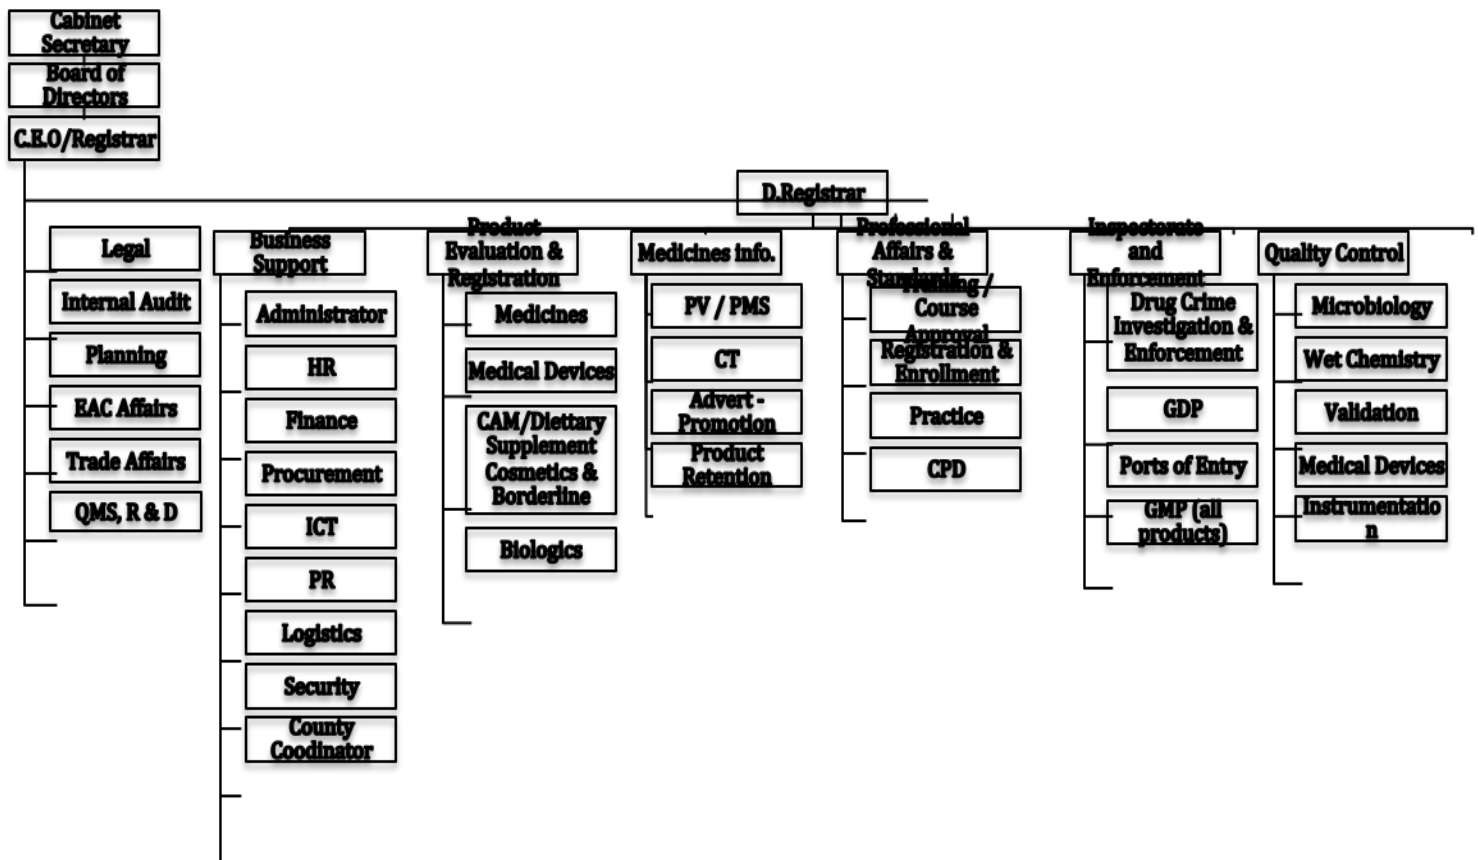 Cabinet
Secretary
Board of
Directors
C.E.O/Registrar
D.Registrar
Legal
Internal Audit
Planning
EAC Affairs
Trade Affairs
QMS, R & D
Business
Support
Administrator
HR
Finance
Procurement
ICT
PR
Logistics
Security
County
Coodinator
Product
Evaluation &
Registration
Medicines
Medical Devices
CAM/Diettary
Supplement
Cosmetics &
Borderline
Biologics
Medicines info.
PV / PMS
CT
Advert -
Promotion
Product
Retention
Professional
Affairs &
Standards
/
Course
Approval
Registration &
Enrollment
Practice
CPD
Inspectorate
and
Enforcement
Drug Crime
Investigation &
Enforcement
GDP
Ports of Entry
GMP (all
products)
Quality Control
Microbiology
Wet Chemistry
Validation
Medical Devices
Instrumentatio
n